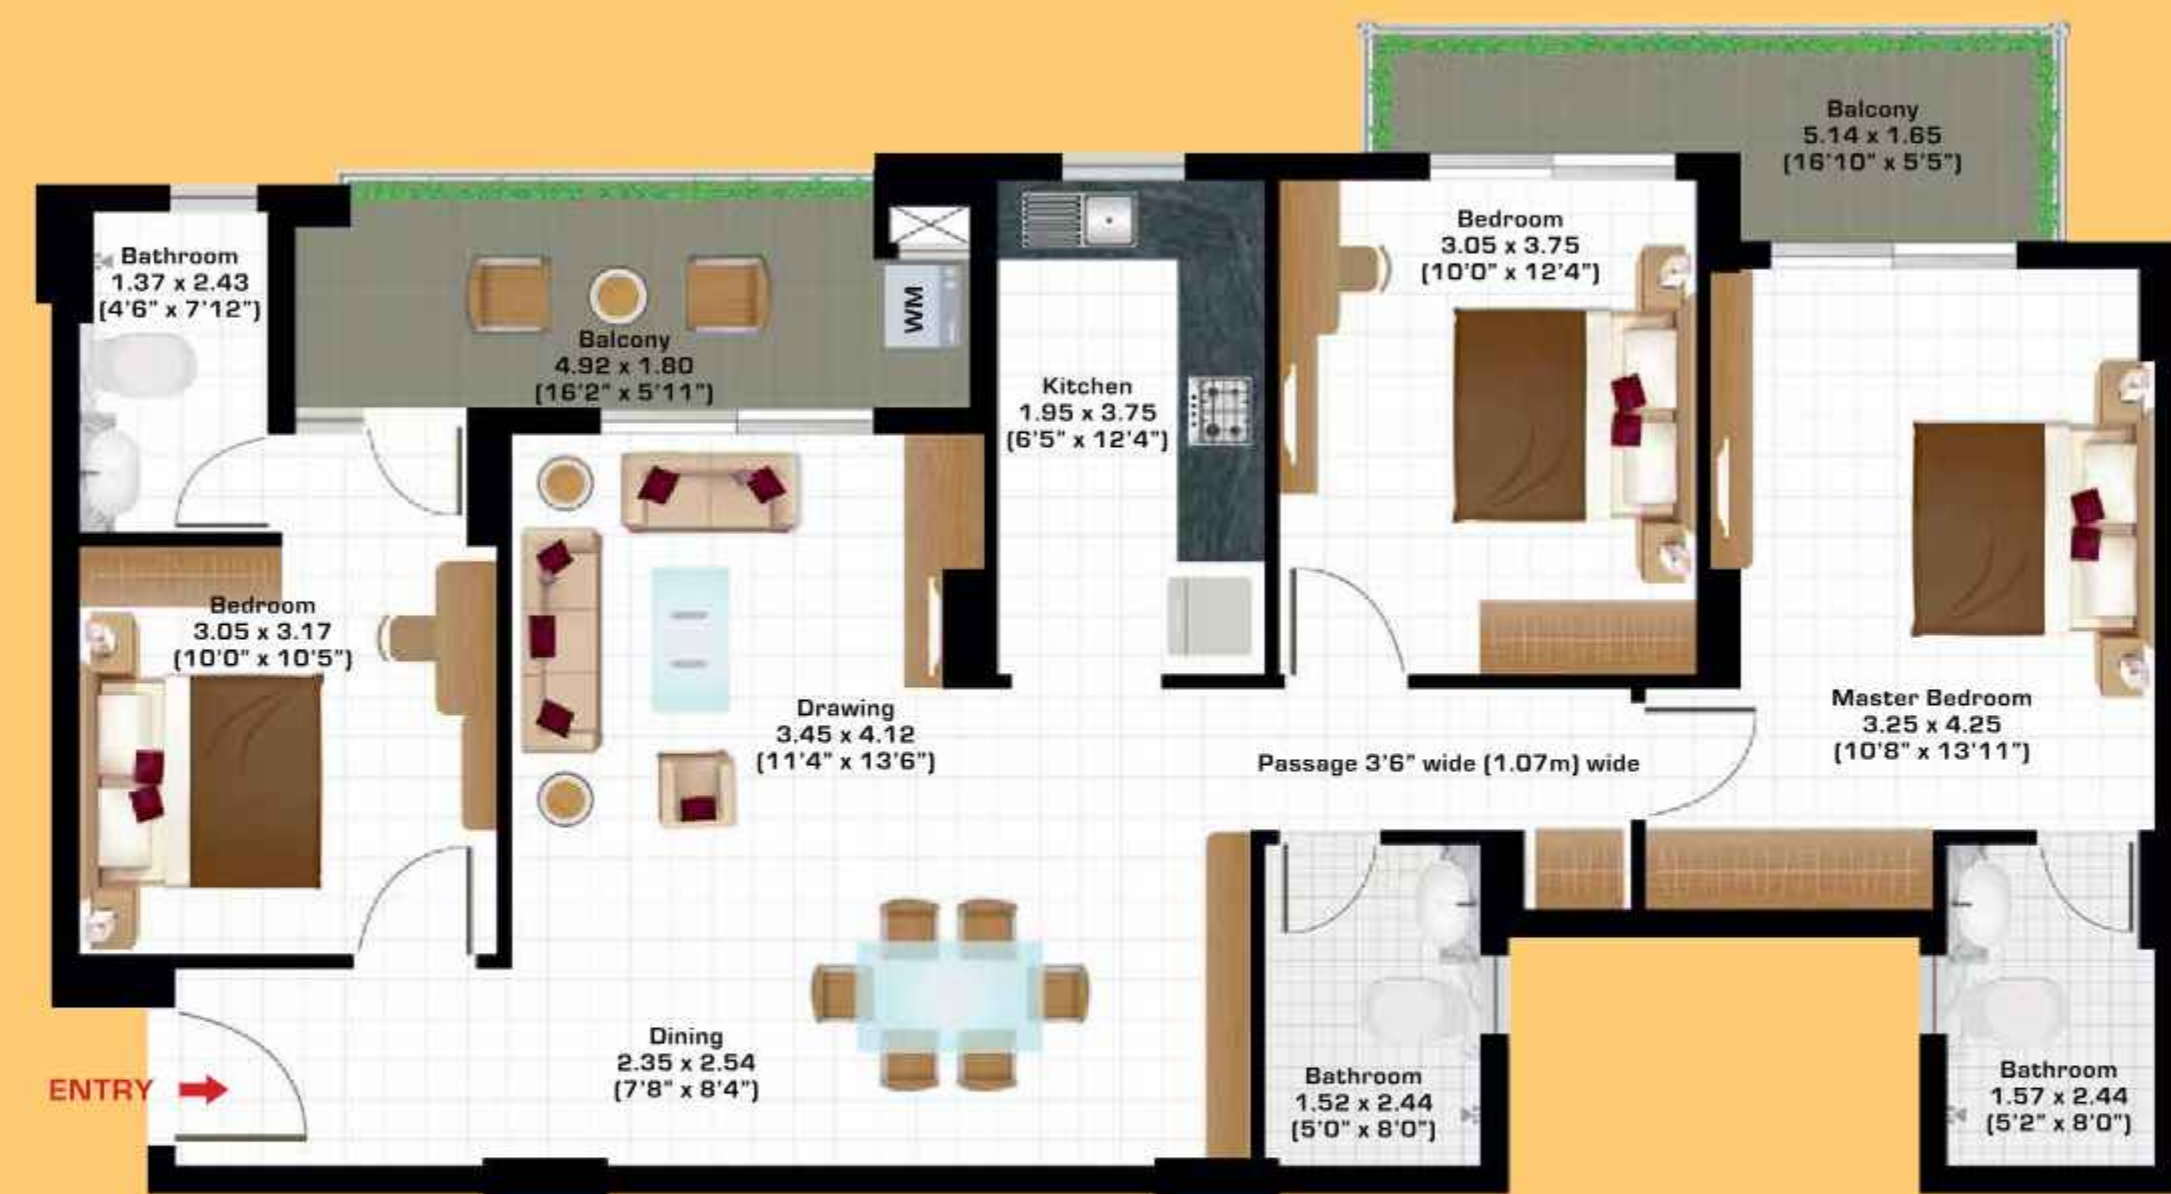 Balcony
5.14 x 1.65
(16'10" x 5'5")
Bathroom
1.37 x 2.43
(4'6" x 7'12")
Balcony
4.92 x 1.80
(16'2" x 5'11")
WM
Kitchen
1.95 x 3.75
(6'5" x 12'4")
Bedroom
3.05 x 3.75
(10'0" x 12'4")
Bedroom
3.05 x 3.17
(10'0" x 10'5")
Drawing
3.45 x 4.12
(11'4" x 13'6")
Passage 3'6" wide (1.07m) wide
Master Bedroom
3.25 x 4.25
(10'8" x 13'11")
ENTRY
Dining
2.35 x 2.54
(7'8" x 8'4")
Bathroom
1.52 x 2.44
(5'0" x 8'0")
Bathroom
1.57 x 2.44
(5'2" x 8'0")